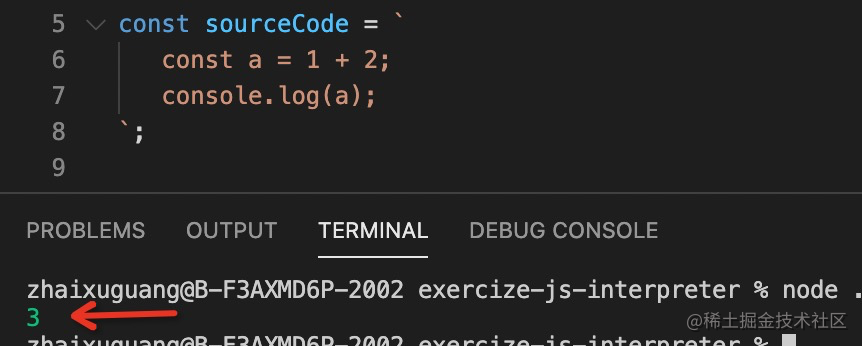 5 const sourceCode = `
6 const a = 1 + 2;
7 console.log(a);
8 `;
9
PROBLEMS OUTPUT TERMINAL DEBUG CONSOLE
zhaixuguang@B-F3AXMD6P-2002 exercize-js-interpreter % node .
3
@稀土掘金技术社区
zhaixuguang@B-F3AXMD6P-2002 exercize-js-interpreter %